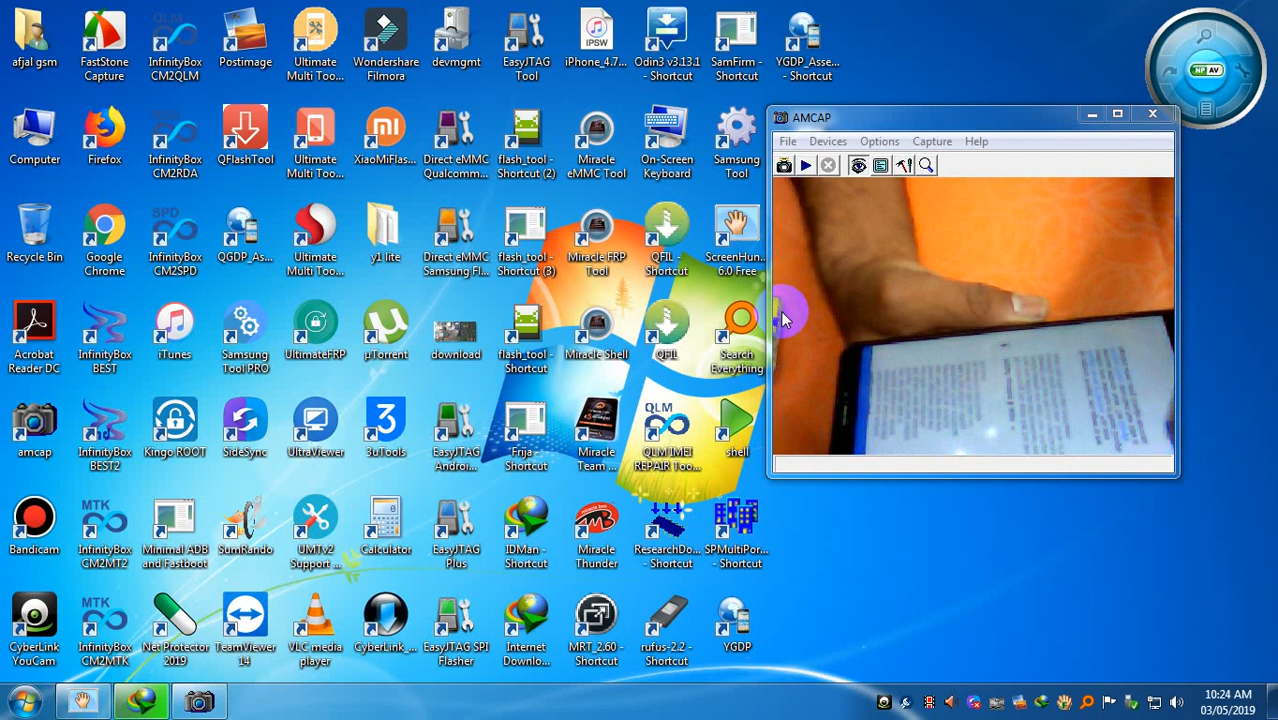 afjal gsm
FastStone
Capture
InfinityBox
CM2QLM
Postimage
Ultimate
Multi Too...
Wondershare
Filmora
devmgmt
EasyJTAG
Tool
iPhone_4.7...
Odin3 v3.13.1
- Shortcut
SamFirm -
Shortcut
YGDP_Asse...
- Shortcut
Computer
Firefox
InfinityBox
CM2RDA
QFlashTool
Ultimate
Multi Too...
XiaoMiFlas...
Direct eMMC
Qualcomm...
flash_tool -
Shortcut (2)
Miracle
eMMC Tool
On-Screen
Keyboard
Samsung
Tool
Recycle Bin
Google
Chrome
InfinityBox
CM2SPD
QGDP_As...
Ultimate
Multi Too...
y1 lite
Direct eMMC
Samsung Fl...
flash_tool -
Shortcut (3)
Miracle FRP
Tool
QFIL -
Shortcut
ScreenHun...
6.0 Free
Acrobat
Reader DC
InfinityBox
BEST
iTunes
Samsung
Tool PRO
UltimateFRP
µTorrent
download
flash_tool -
Shortcut
Miracle Shell
QFIL
Search
Everything
amcap
InfinityBox
BEST2
Kingo ROOT
SideSync
UltraViewer
3uTools
EasyJTAG
Androi...
Frija -
Shortcut
Miracle
Team ...
QLM IMEI
REPAIR Too...
shell
Bandicam
InfinityBox
CM2MT2
Minimal ADB
and Fastboot
SumRando
UMTv2
Support ...
Calculator
EasyJTAG
Plus
IDMan -
Shortcut
Miracle
Thunder
ResearchDo...
- Shortcut
SPMultiPor...
- Shortcut
CyberLink
YouCam
InfinityBox
CM2MTK
Net Protector
2019
TeamViewer
14
VLC media
player
CyberLink_...
EasyJTAG SPI
Flasher
Internet
Downlo...
MRT_2.60 -
Shortcut
rufus-2.2 -
Shortcut
YGDP
NP AV
AMCAP
File Devices Options Capture Help
10:24 AM
03/05/2019